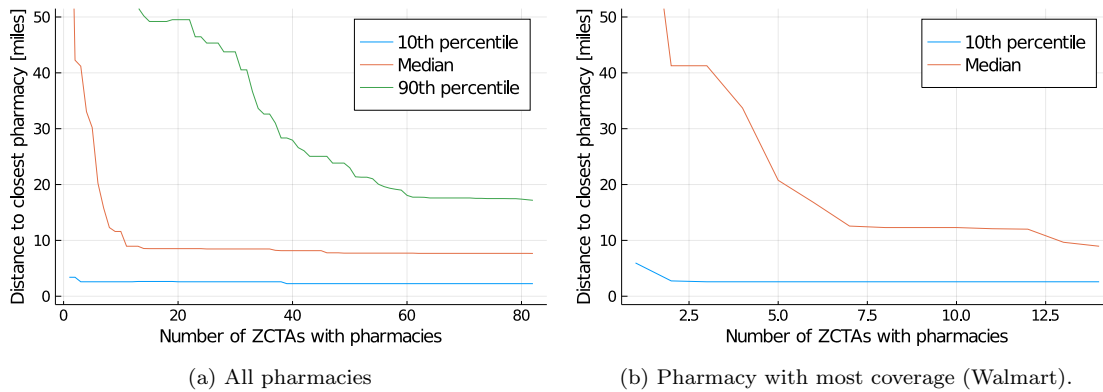 Distance to closest pharmacy [miles]
50
40
30
20
10
0
10th percentile
Median
90th percentile
0
20
40
60
80
Number of ZCTAs with pharmacies
(a) All pharmacies
Distance to closest pharmacy [miles]
50
40
30
20
10
0
10th percentile
Median
2.5
5.0
7.5
10.0
12.5
Number of ZCTAs with pharmacies
(b) Pharmacy with most coverage (Walmart).